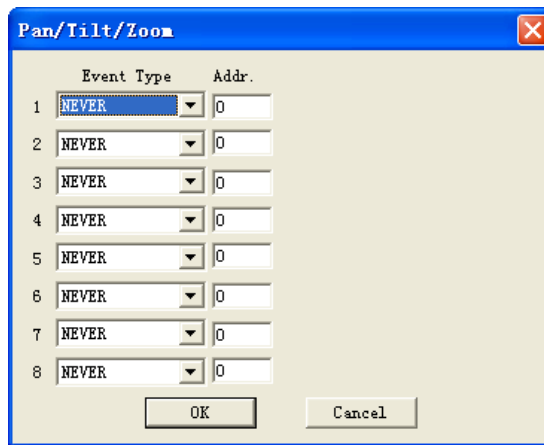 Pan/Tilt/Zoom
Event Type Addr.
1 NEVER 0
2 NEVER 0
3 NEVER 0
4 NEVER 0
5 NEVER 0
6 NEVER 0
7 NEVER 0
8 NEVER 0
OK Cancel